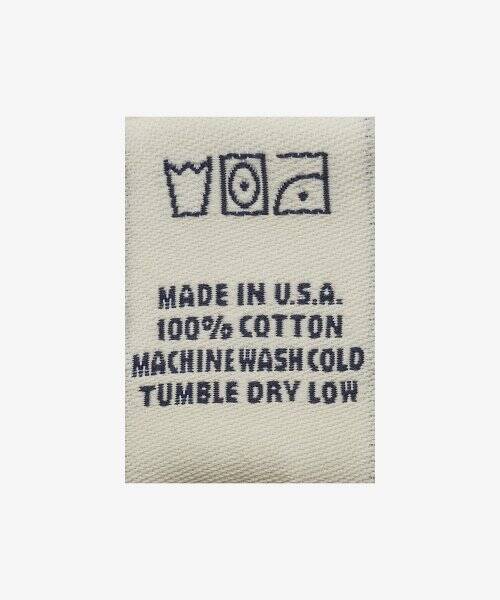 MADE IN U.S.A.
100% COTTON
MACHINE WASH COLD
TUMBLE DRY LOW